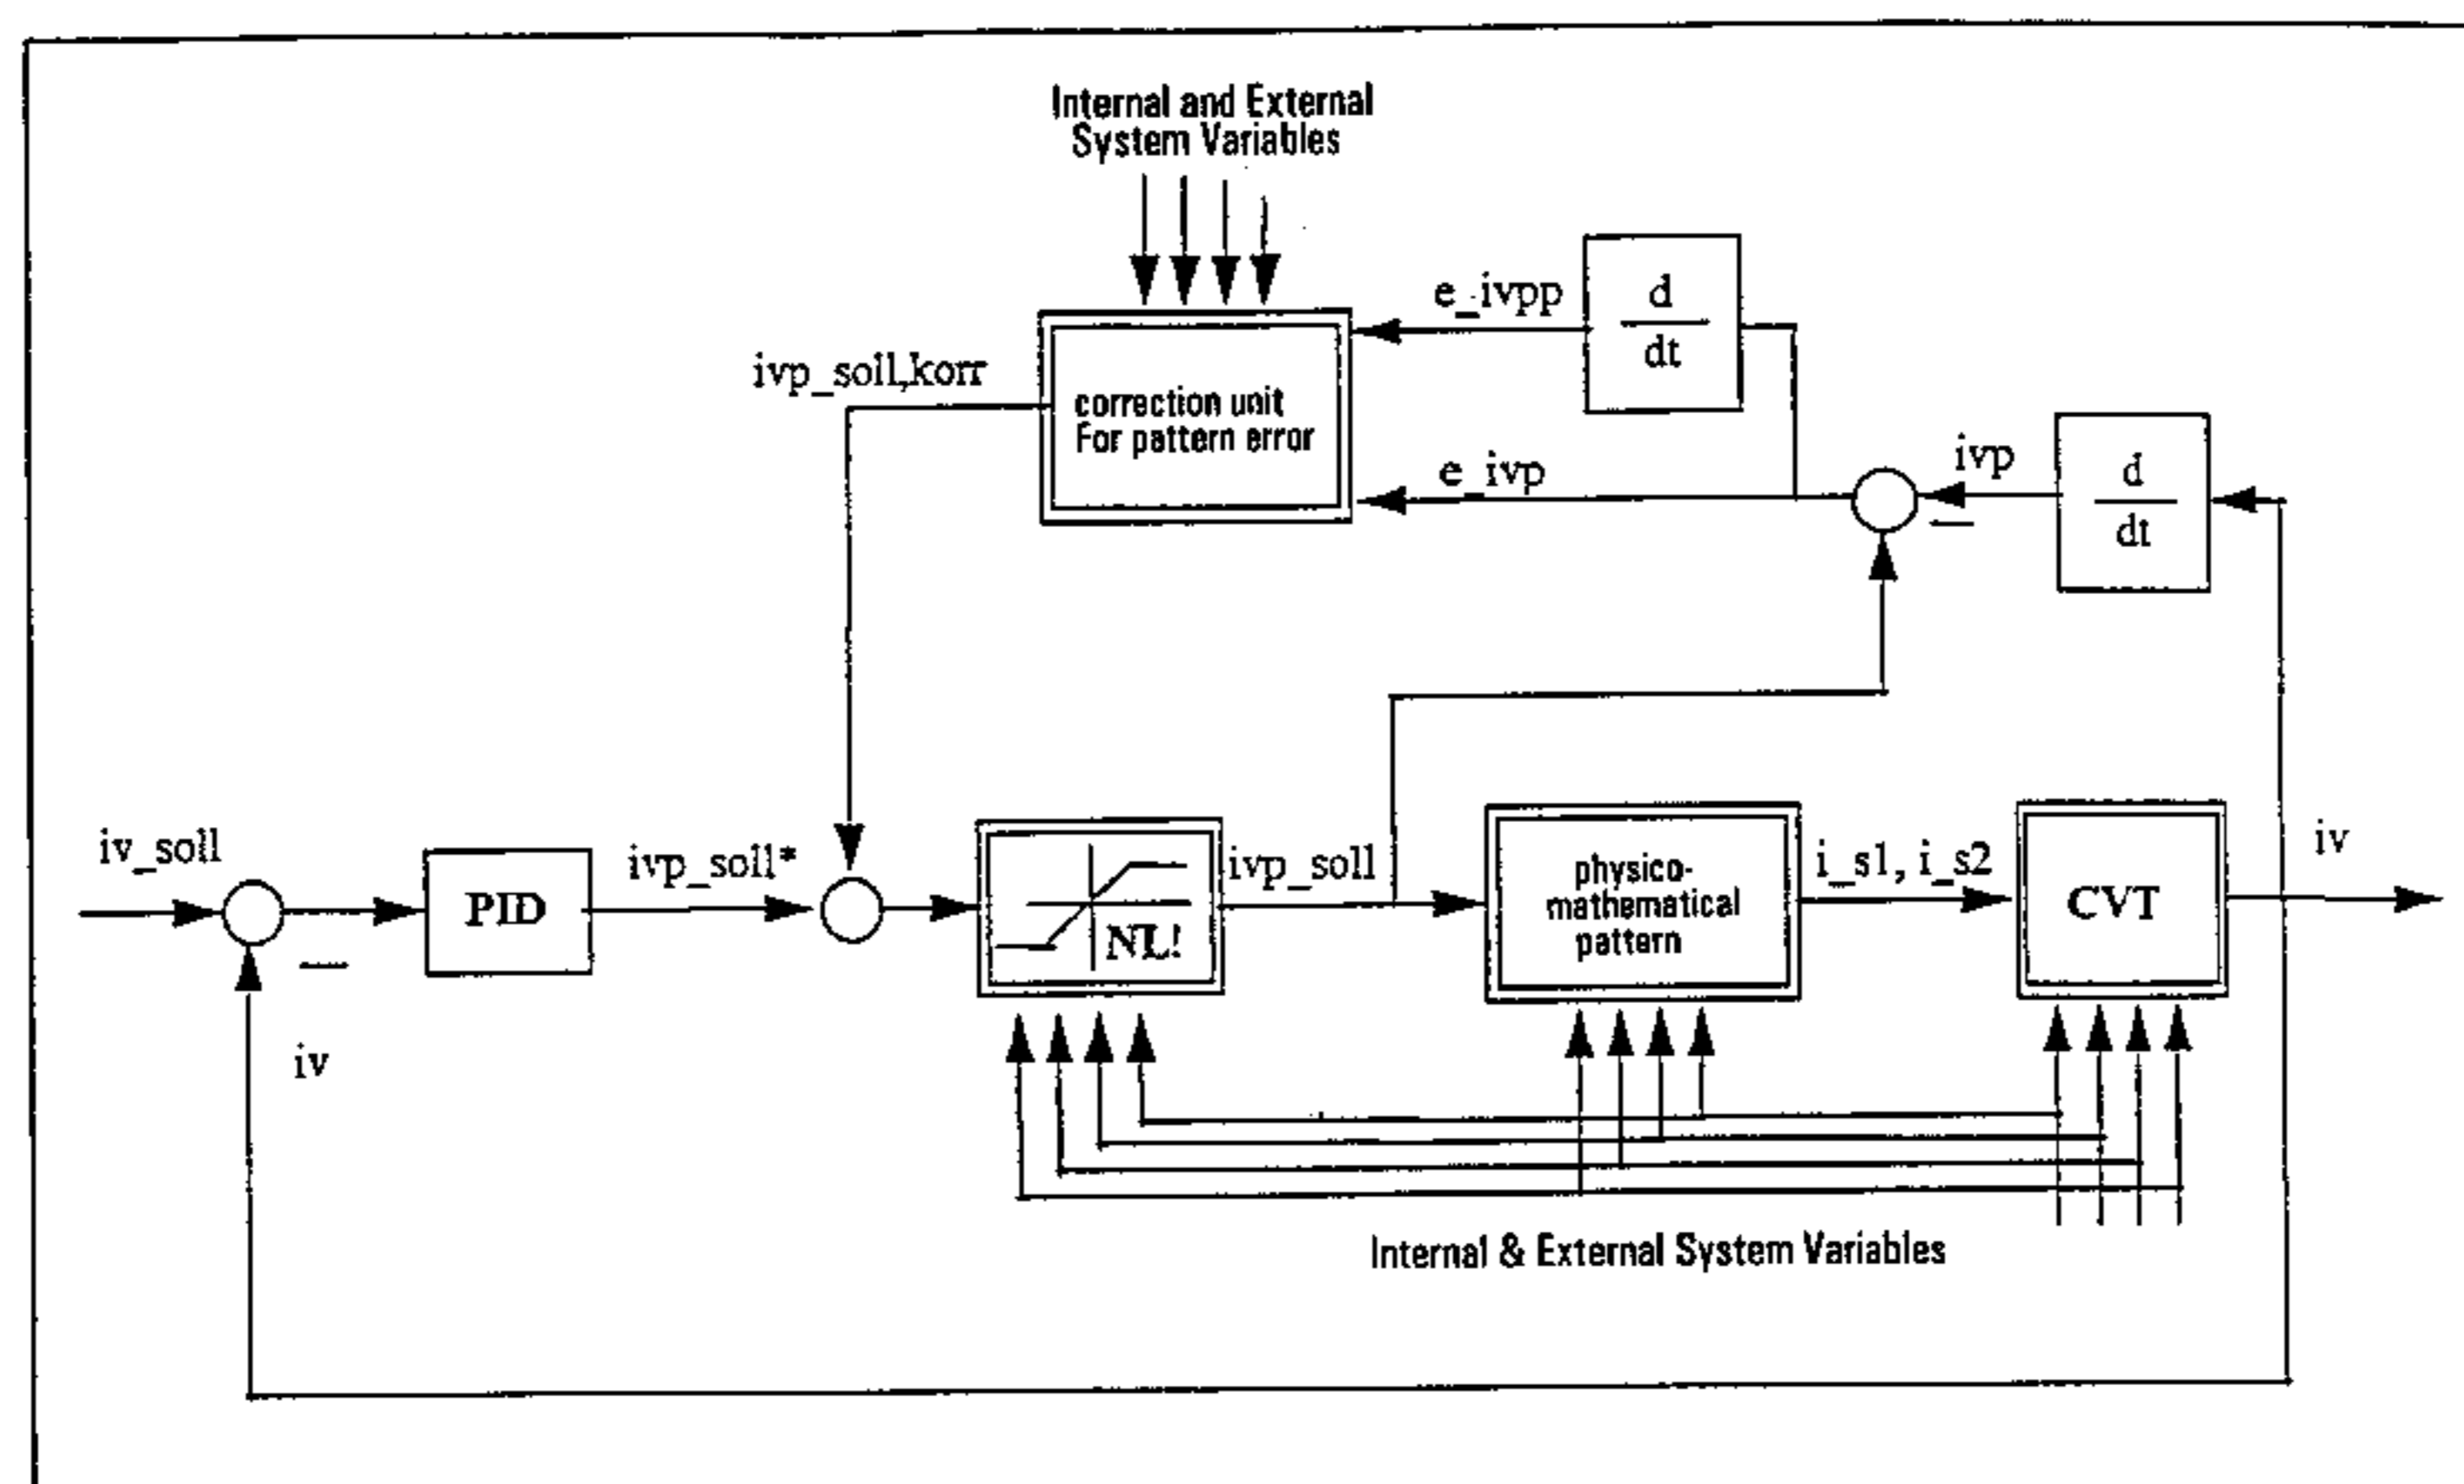 Internal and External
System Variables
e_ivpp
d
dt
ivp_soll,korr
correction unit
For pattern error
e_ivp
ivp
d
dt
iv_soll
PID
ivp_soll*
NL!
ivp_soll
physico-
mathematical
pattern
i_s1, i_s2
CVT
iv
iv
Internal & External System Variables